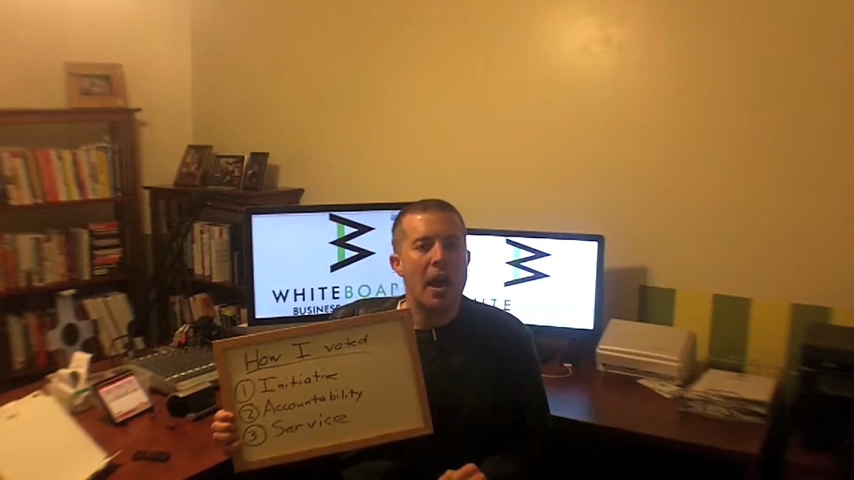 WHITEBOA
BUSINESS
How I voted
① Initiative
② Accountability
③ Service